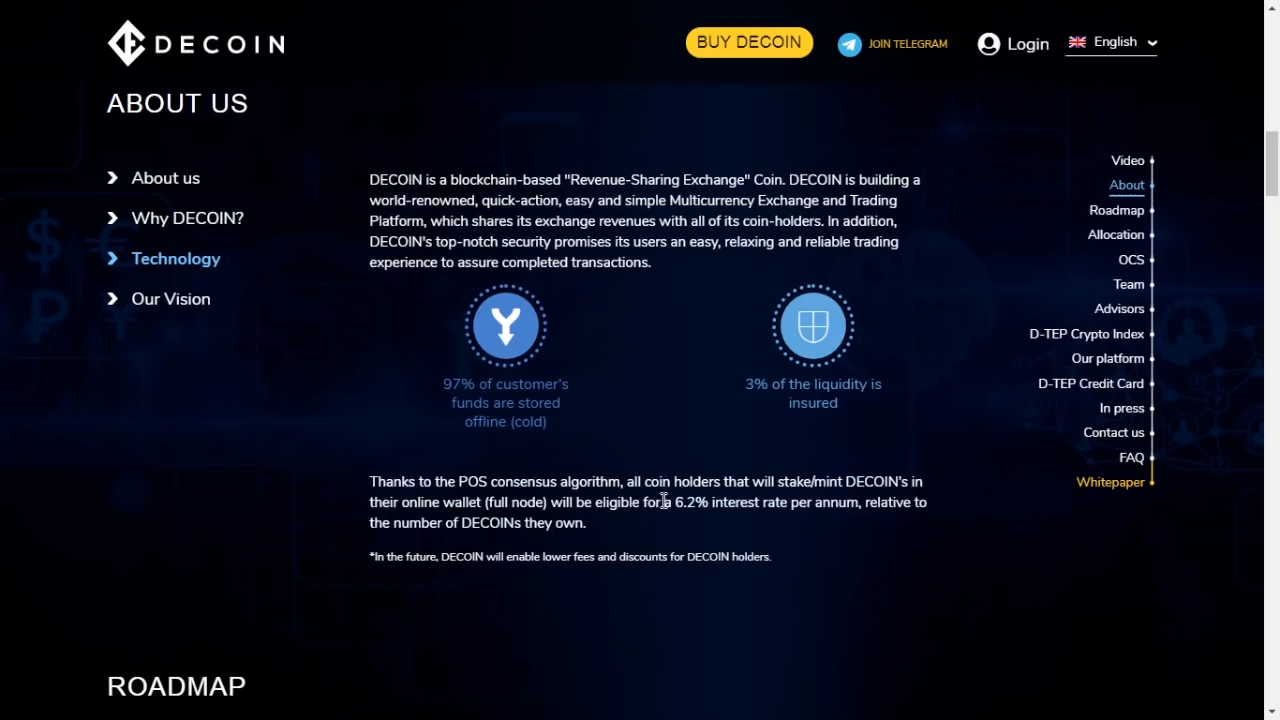 DECOIN
BUY DECOIN
JOIN TELEGRAM
Login
English
ABOUT US
About us
Why DECOIN?
Technology
Our Vision
DECOIN is a blockchain-based "Revenue-Sharing Exchange" Coin. DECOIN is building a
world-renowned, quick-action, easy and simple Multicurrency Exchange and Trading
Platform, which shares its exchange revenues with all of its coin-holders. In addition,
DECOIN's top-notch security promises its users an easy, relaxing and reliable trading
experience to assure completed transactions.
97% of customer's
funds are stored
offline (cold)
3% of the liquidity is
insured
Thanks to the POS consensus algorithm, all coin holders that will stake/mint DECOIN's in
their online wallet (full node) will be eligible for a 6.2% interest rate per annum, relative to
the number of DECOINs they own.
*In the future, DECOIN will enable lower fees and discounts for DECOIN holders.
Video
About
Roadmap
Allocation
OCS
Team
Advisors
D-TEP Crypto Index
Our platform
D-TEP Credit Card
In press
Contact us
FAQ
Whitepaper
ROADMAP